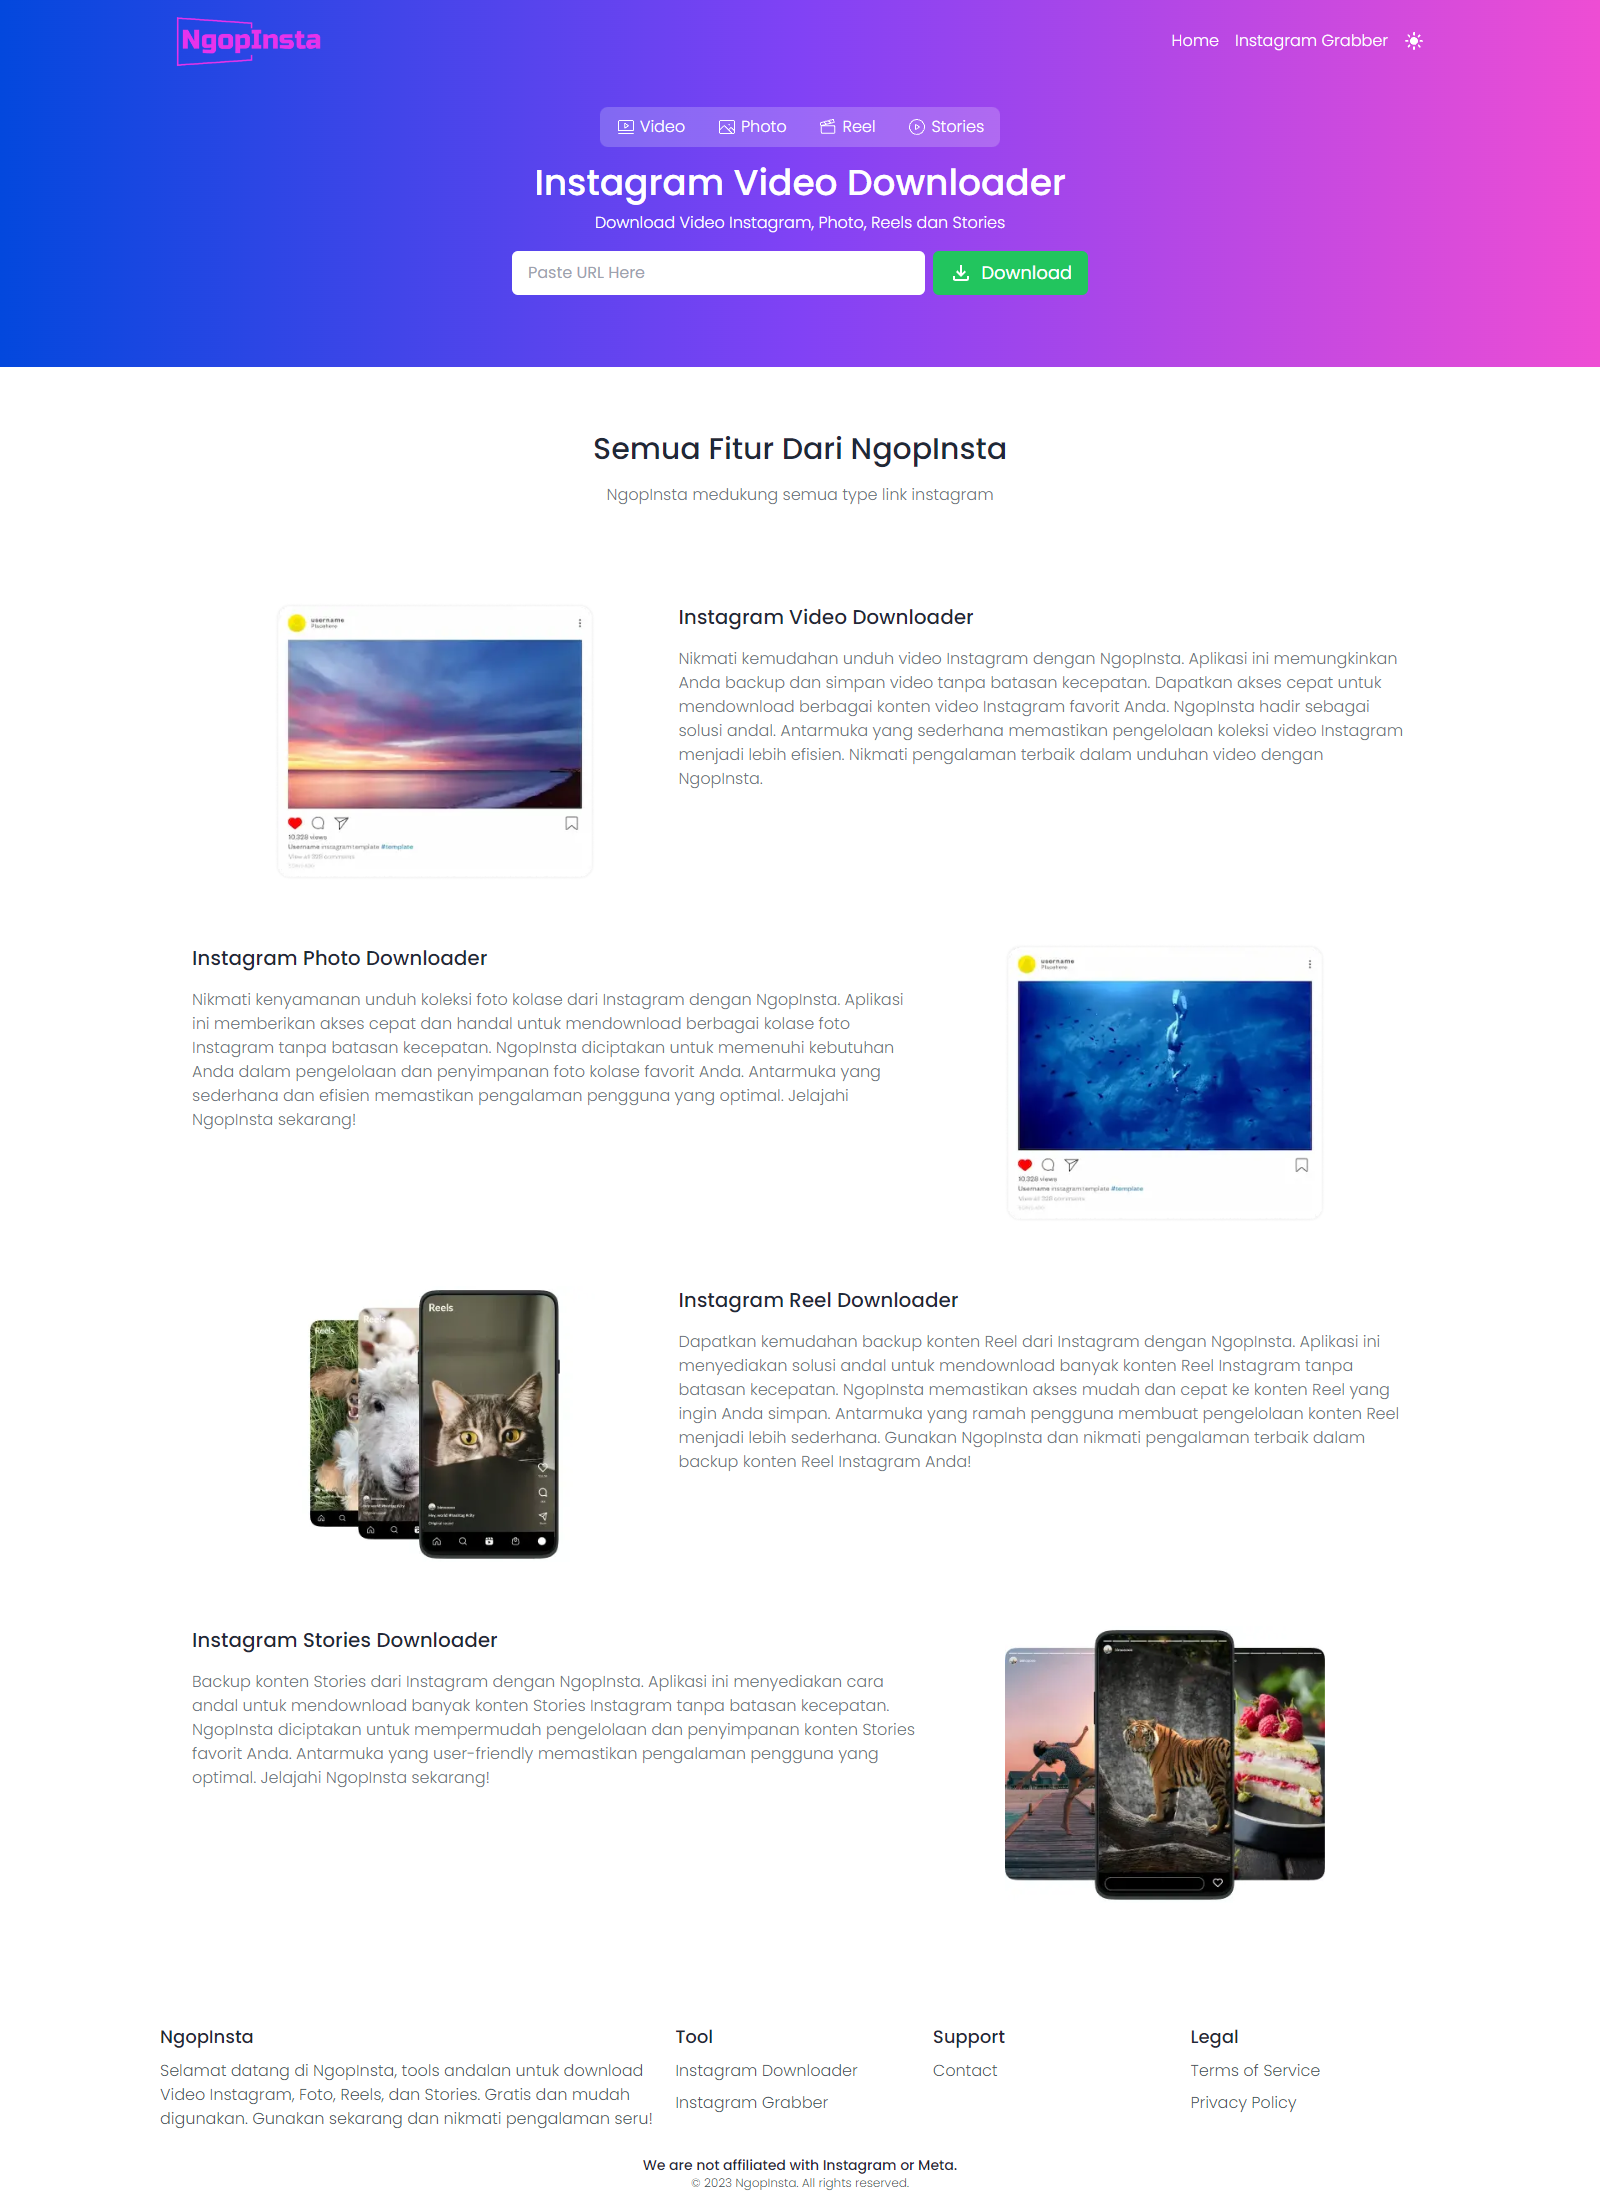 NgopInsta
Home Instagram Grabber
Video Photo Reel Stories
Instagram Video Downloader
Download Video Instagram, Photo, Reels dan Stories
Paste URL Here
Download
Semua Fitur Dari NgopInsta
NgopInsta medukung semua type link instagram
username
Instagram Video Downloader
Nikmati kemudahan unduh video Instagram dengan NgopInsta. Aplikasi ini memungkinkan
Anda backup dan simpan video tanpa batasan kecepatan. Dapatkan akses cepat untuk
mendownload berbagai konten video Instagram favorit Anda. NgopInsta hadir sebagai
solusi andal. Antarmuka yang sederhana memastikan pengelolaan koleksi video Instagram
menjadi lebih efisien. Nikmati pengalaman terbaik dalam unduhan video dengan
NgopInsta.
10.328 views
Username instagram template #template
Instagram Photo Downloader
Nikmati kenyamanan unduh koleksi foto kolase dari Instagram dengan NgopInsta. Aplikasi
ini memberikan akses cepat dan handal untuk mendownload berbagai kolase foto
Instagram tanpa batasan kecepatan. NgopInsta diciptakan untuk memenuhi kebutuhan
Anda dalam pengelolaan dan penyimpanan foto kolase favorit Anda. Antarmuka yang
sederhana dan efisien memastikan pengalaman pengguna yang optimal. Jelajahi
NgopInsta sekarang!
username
10.328 views
Username instagram template #template
Reels
Reels
Reels
Instagram Reel Downloader
Dapatkan kemudahan backup konten Reel dari Instagram dengan NgopInsta. Aplikasi ini
menyediakan solusi andal untuk mendownload banyak konten Reel Instagram tanpa
batasan kecepatan. NgopInsta memastikan akses mudah dan cepat ke konten Reel yang
ingin Anda simpan. Antarmuka yang ramah pengguna membuat pengelolaan konten Reel
menjadi lebih sederhana. Gunakan NgopInsta dan nikmati pengalaman terbaik dalam
backup konten Reel Instagram Anda!
Instagram Stories Downloader
Backup konten Stories dari Instagram dengan NgopInsta. Aplikasi ini menyediakan cara
andal untuk mendownload banyak konten Stories Instagram tanpa batasan kecepatan.
NgopInsta diciptakan untuk mempermudah pengelolaan dan penyimpanan konten Stories
favorit Anda. Antarmuka yang user-friendly memastikan pengalaman pengguna yang
optimal. Jelajahi NgopInsta sekarang!
NgopInsta
Selamat datang di NgopInsta, tools andalan untuk download
Video Instagram, Foto, Reels, dan Stories. Gratis dan mudah
digunakan. Gunakan sekarang dan nikmati pengalaman seru!
Tool
Instagram Downloader
Instagram Grabber
Support
Contact
Legal
Terms of Service
Privacy Policy
We are not affiliated with Instagram or Meta.
© 2023 NgopInsta. All rights reserved.